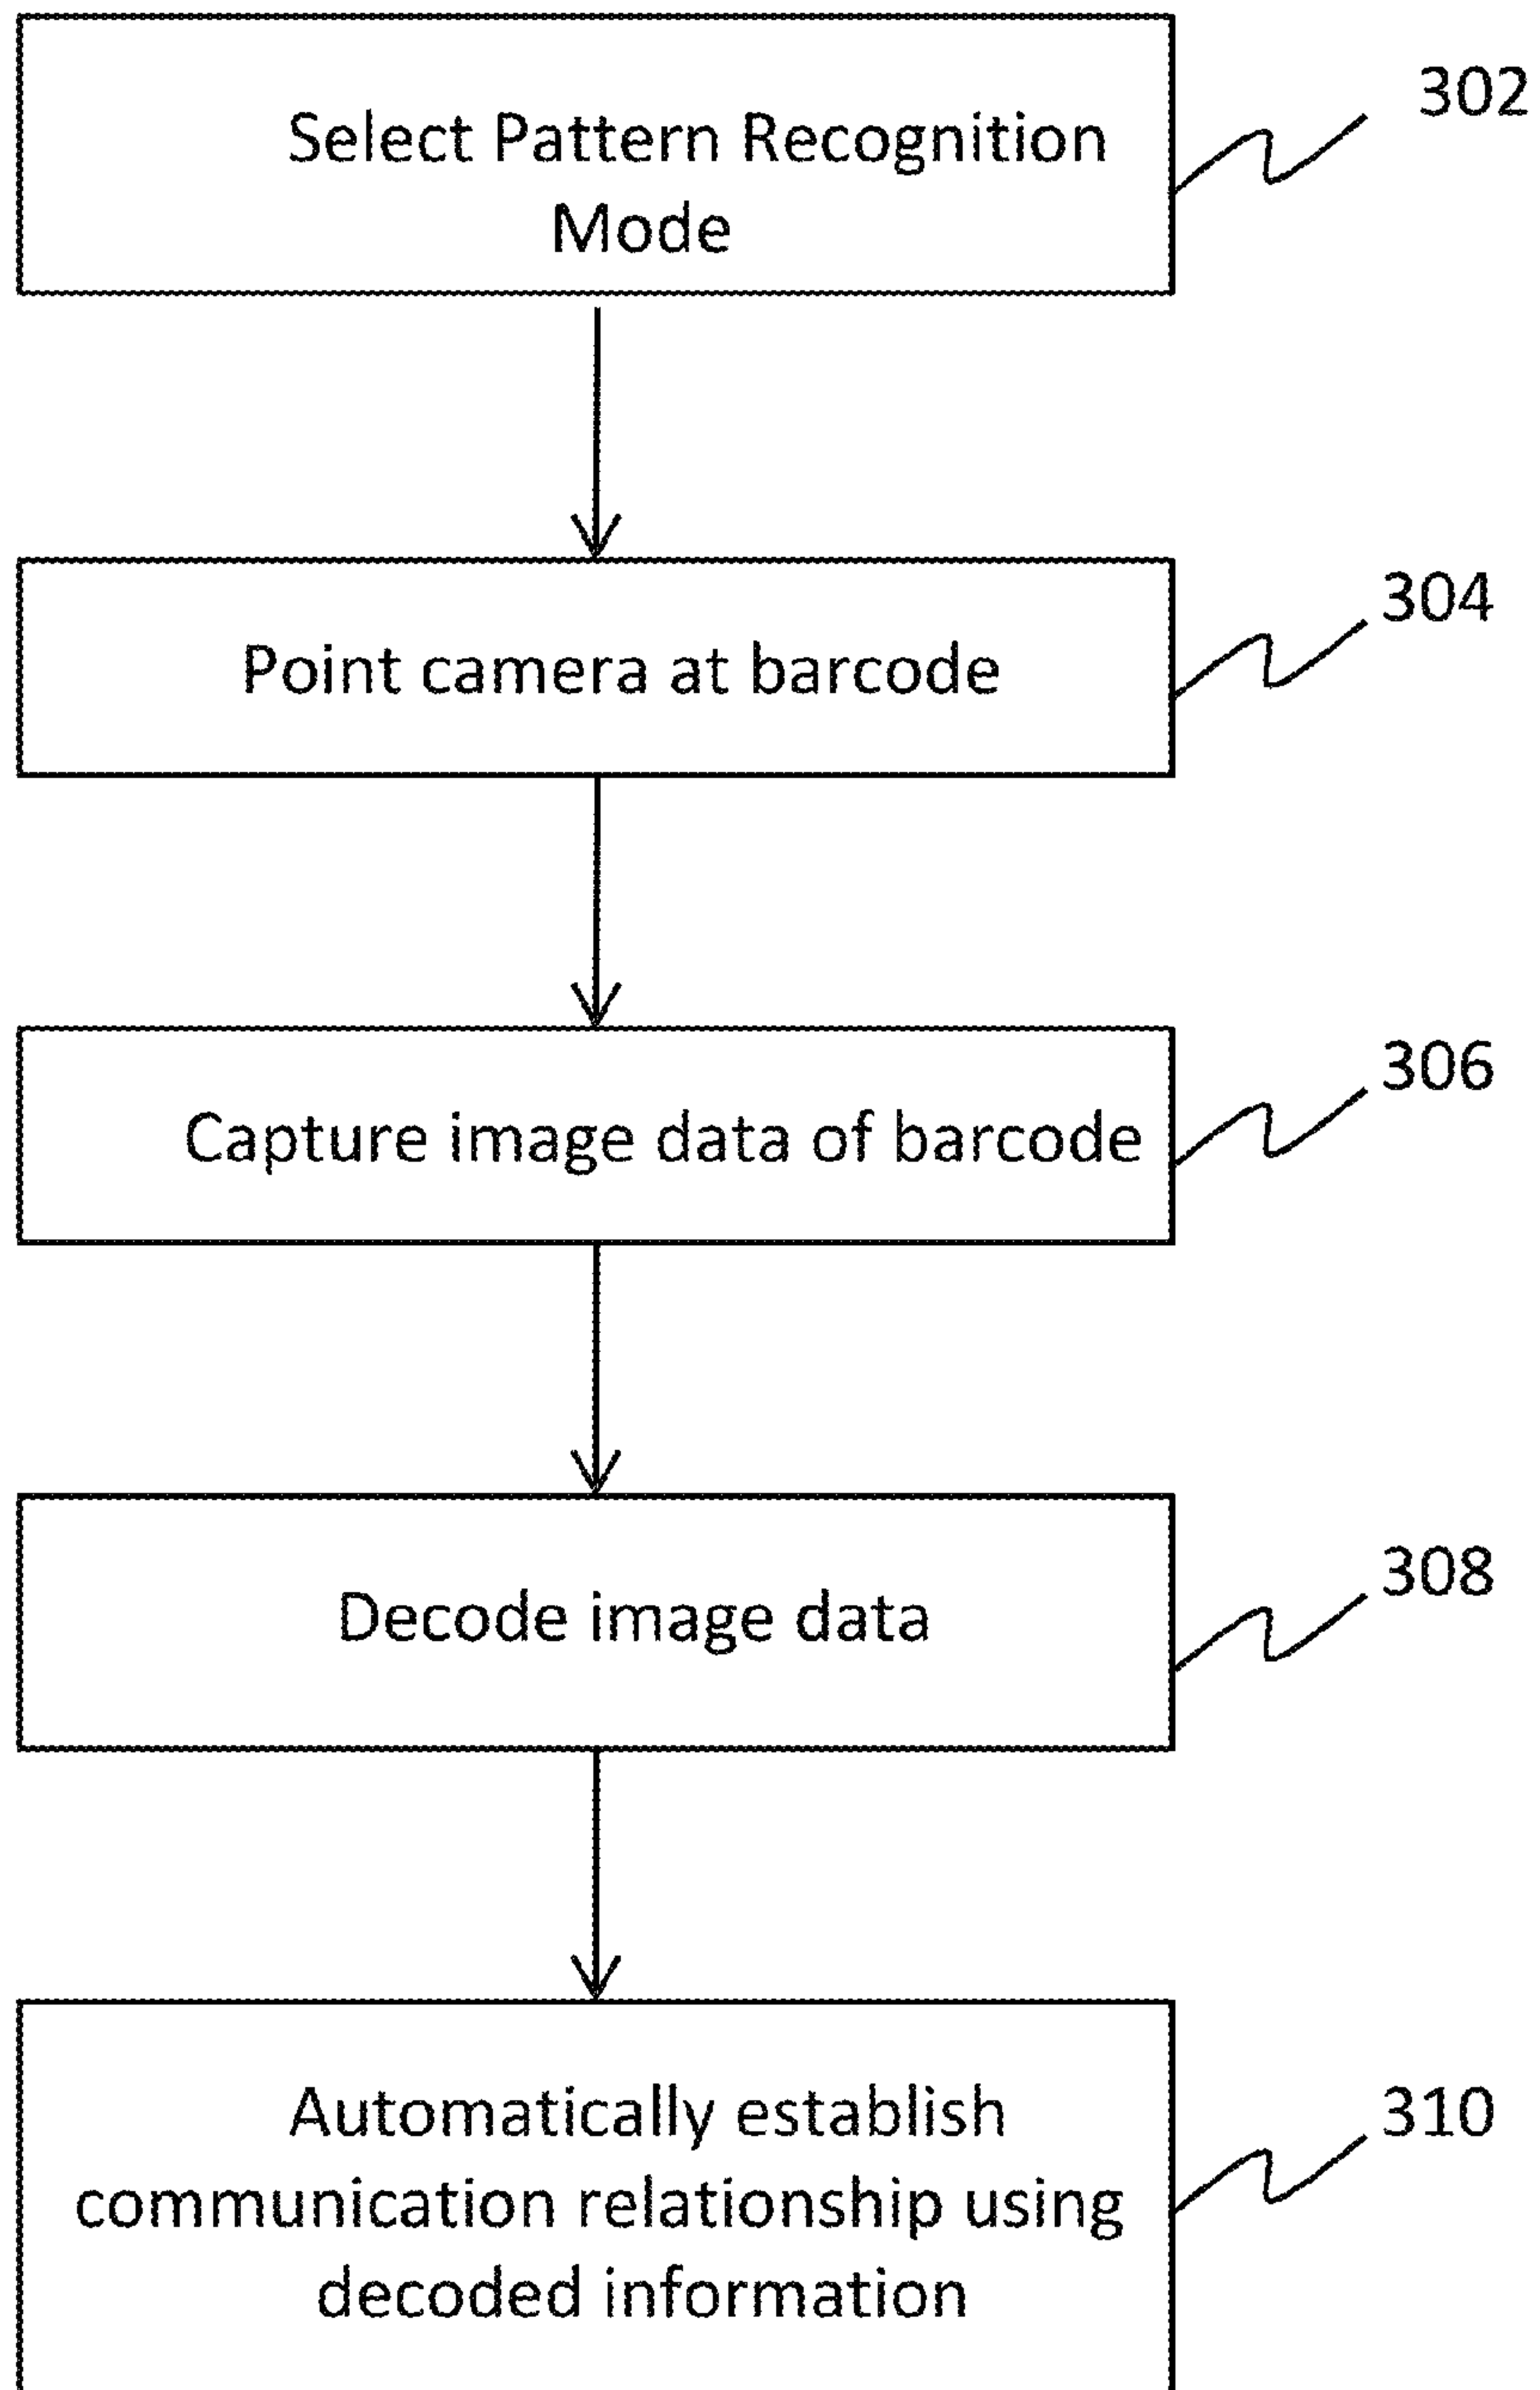 Select Pattern Recognition
Mode
302
Point camera at barcode
304
Capture image data of barcode
306
Decode image data
308
Automatically establish
communication relationship using
decoded information
310